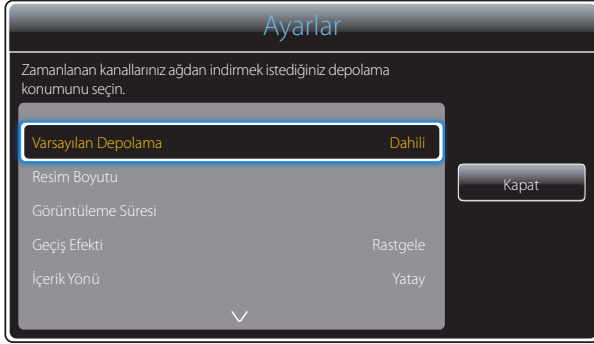 Ayarlar
Zamanlanan kanallarınız ağdan indirmek istediğiniz depolama
konumunu seçin.
Varsayılan Depolama Dahili
Resim Boyutu
Görüntüleme Süresi
Geçiş Efekti Rastgele
İçerik Yönü Yatay
Kapat